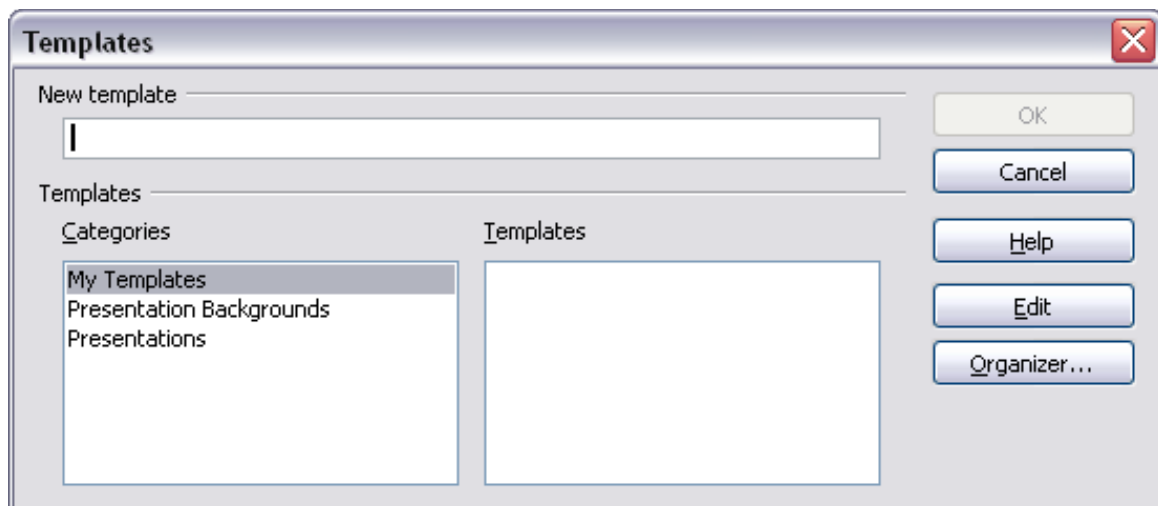 Templates
New template
OK
Cancel
Templates
Categories
Templates
Help
My Templates
Presentation Backgrounds
Presentations
Edit
Organizer...